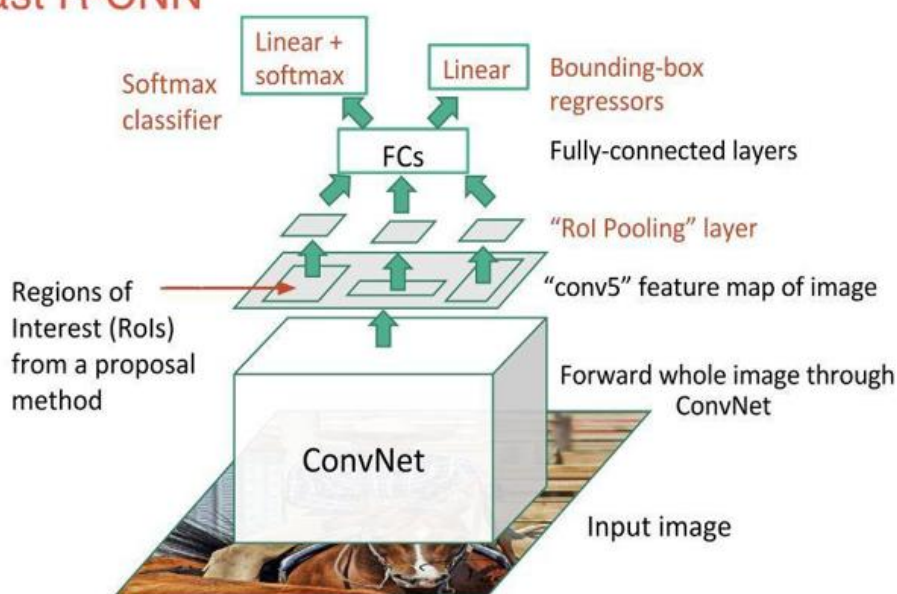 Linear +
softmax
Linear
Softmax
classifier
Bounding-box
regressors
FCs
Fully-connected layers
“RoI Pooling” layer
Regions of
Interest (RoIs)
from a proposal
method
“conv5” feature map of image
Forward whole image through
ConvNet
ConvNet
Input image